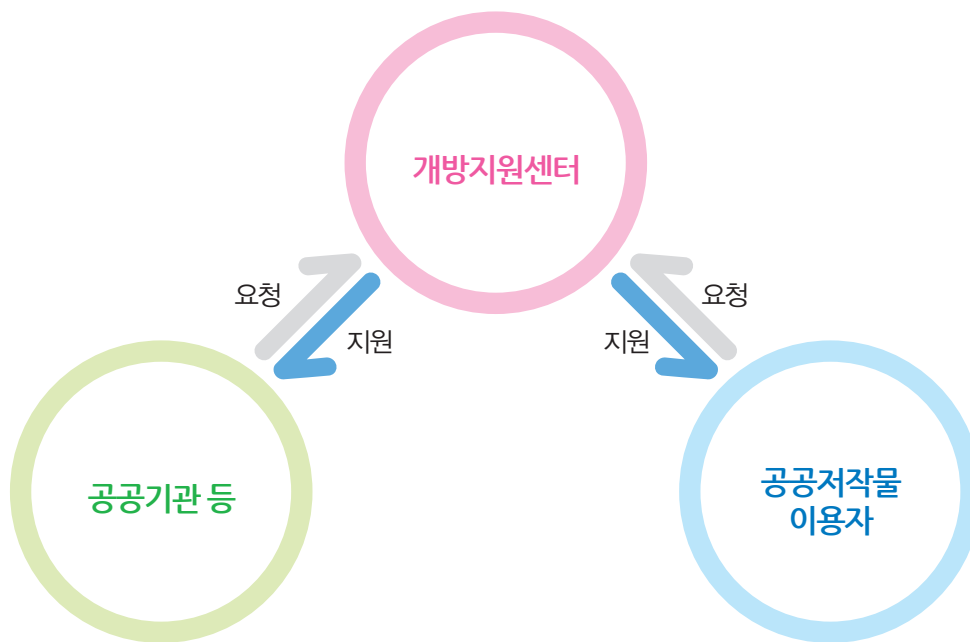 개방지원센터
요청
요청
지원
지원
공공기관 등
공공저작물
이용자